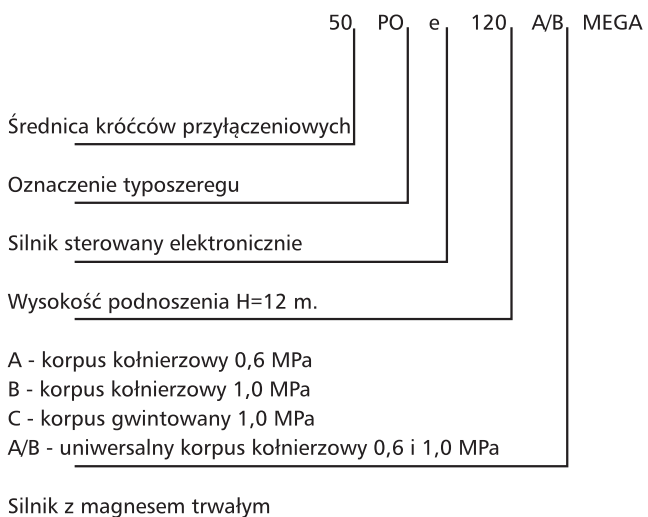 50 PO e 120 A/B MEGA
Średnica króćców przyłączeniowych
Oznaczenie typoszeregu
Silnik sterowany elektronicznie
Wysokość podnoszenia H=12 m.
A - korpus kołnierzowy 0,6 MPa
B - korpus kołnierzowy 1,0 MPa
C - korpus gwintowany 1,0 MPa
A/B - uniwersalny korpus kołnierzowy 0,6 i 1,0 MPa
Silnik z magnesem trwałym